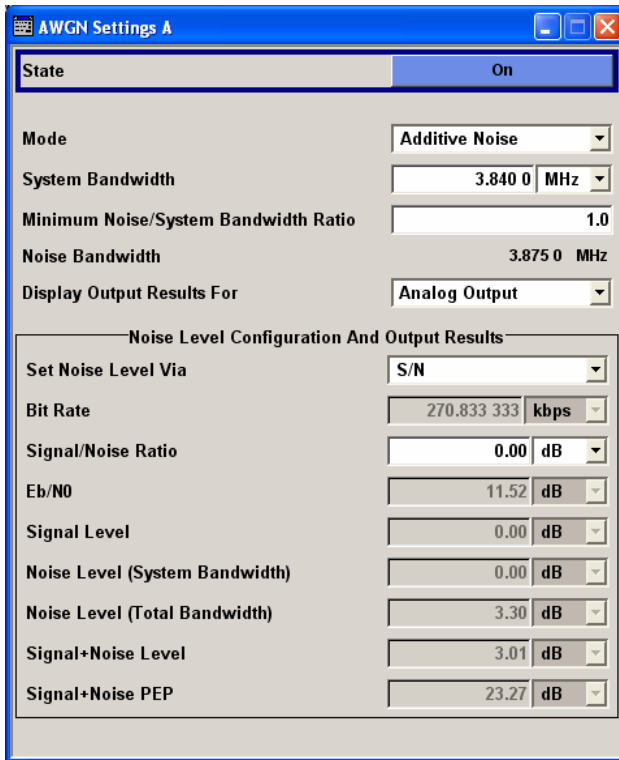 AWGN Settings A
State On
Mode Additive Noise
System Bandwidth 3.840 0 MHz
Minimum Noise/System Bandwidth Ratio 1.0
Noise Bandwidth 3.875 0 MHz
Display Output Results For Analog Output
Noise Level Configuration And Output Results
Set Noise Level Via S/N
Bit Rate 270.833 333 kbps
Signal/Noise Ratio 0.00 dB
Eb/N0 11.52 dB
Signal Level 0.00 dB
Noise Level (System Bandwidth) 0.00 dB
Noise Level (Total Bandwidth) 3.30 dB
Signal+Noise Level 3.01 dB
Signal+Noise PEP 23.27 dB